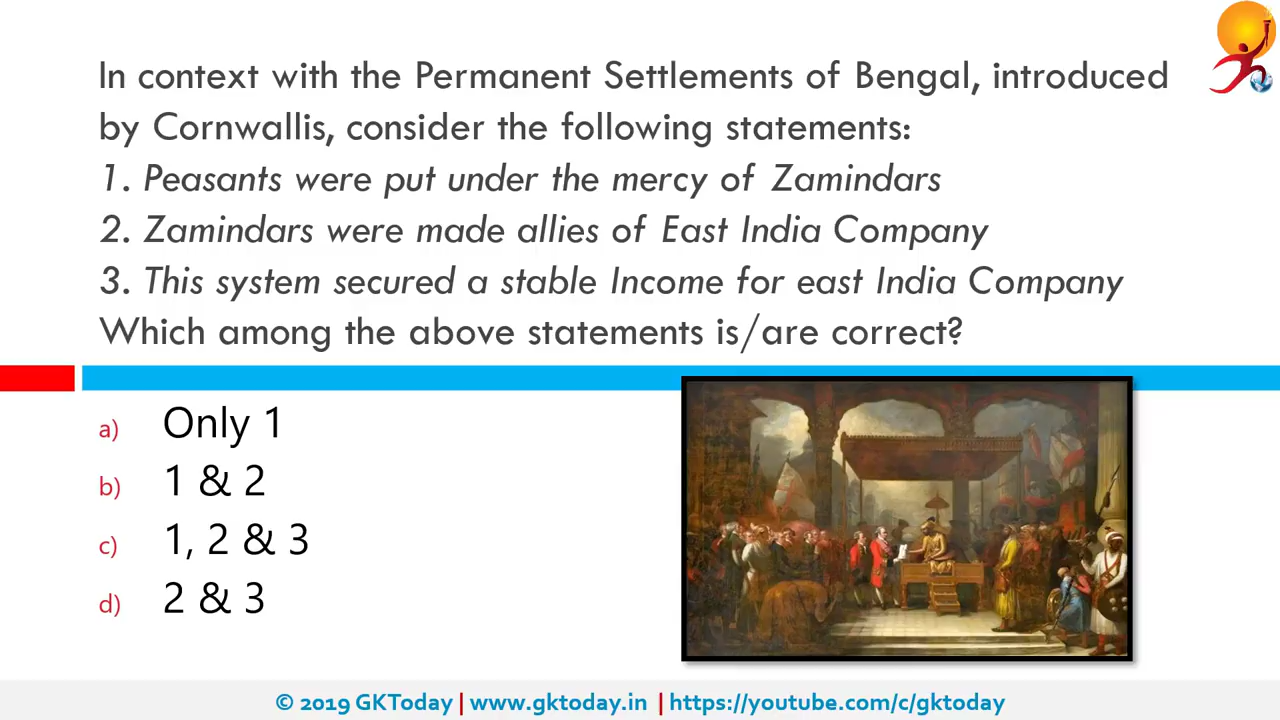 In context with the Permanent Settlements of Bengal, introduced
by Cornwallis, consider the following statements:
1. Peasants were put under the mercy of Zamindars
2. Zamindars were made allies of East India Company
3. This system secured a stable Income for east India Company
Which among the above statements is/are correct?
a) Only 1
b) 1 & 2
c) 1, 2 & 3
d) 2 & 3
© 2019 GKToday | www.gktoday.in | https://youtube.com/c/gktoday